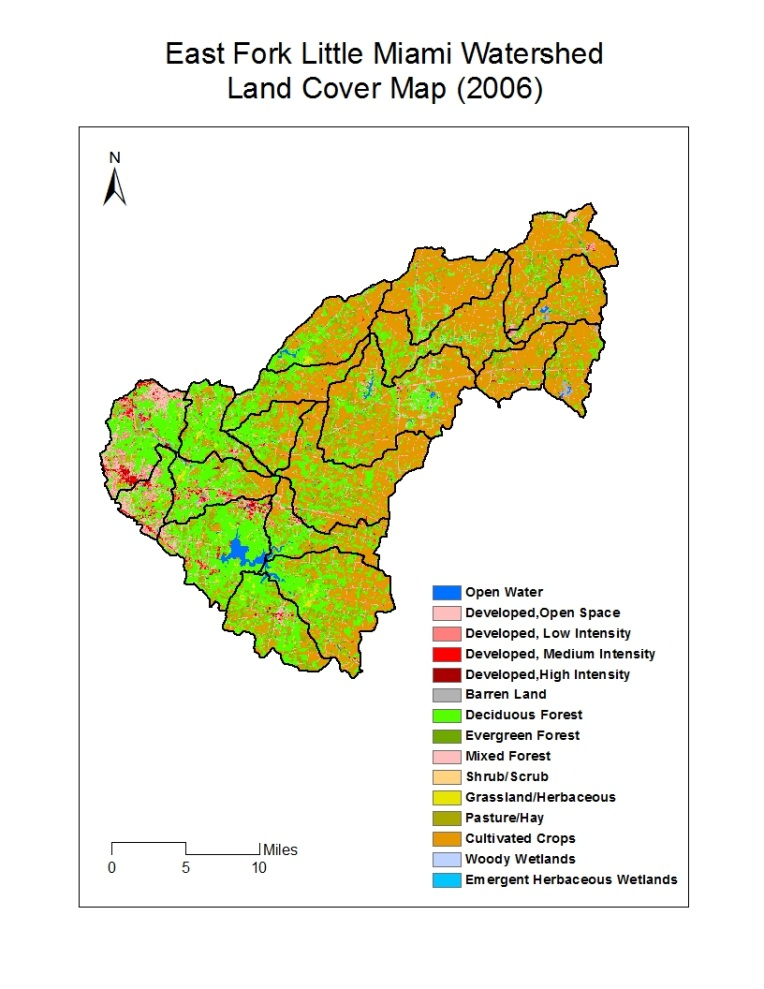 East Fork Little Miami Watershed
Land Cover Map (2006)
N
Open Water
Developed,Open Space
Developed, Low Intensity
Developed, Medium Intensity
Developed,High Intensity
Barren Land
Deciduous Forest
Evergreen Forest
Mixed Forest
Shrub/Scrub
Grassland/Herbaceous
Pasture/Hay
Cultivated Crops
Woody Wetlands
Emergent Herbaceous Wetlands
Miles
0 5 10